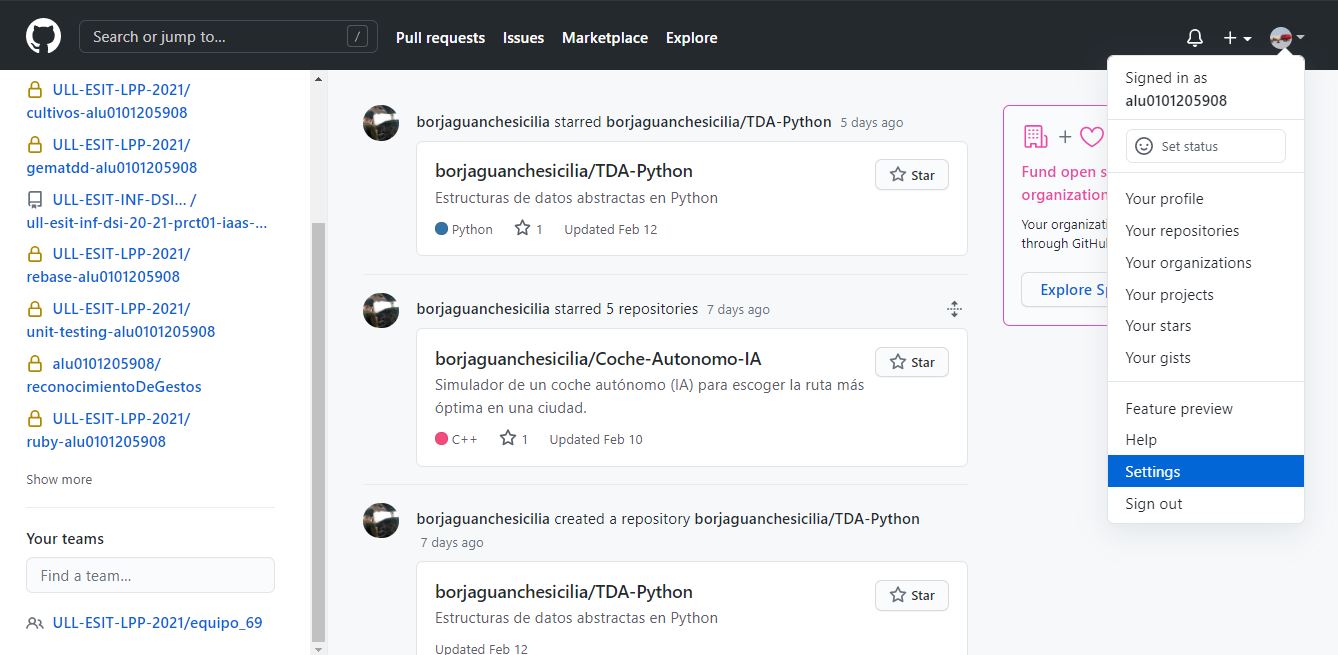 Search or jump to... /
Pull requests
Issues
Marketplace
Explore
ULL-ESIT-LPP-2021/
cultivos-alu0101205908
ULL-ESIT-LPP-2021/
gematdd-alu0101205908
ULL-ESIT-INF-DSI... /
ull-esit-inf-dsi-20-21-prct01-iaas-...
ULL-ESIT-LPP-2021/
rebase-alu0101205908
ULL-ESIT-LPP-2021/
unit-testing-alu0101205908
alu0101205908/
reconocimientoDeGestos
ULL-ESIT-LPP-2021/
ruby-alu0101205908
Show more
Your teams
Find a team...
ULL-ESIT-LPP-2021/equipo_69
borjaguanchesicilia starred borjaguanchesicilia/TDA-Python 5 days ago
borjaguanchesicilia/TDA-Python
Star
Estructuras de datos abstractas en Python
Python 1 Updated Feb 12
borjaguanchesicilia starred 5 repositories 7 days ago
borjaguanchesicilia/Coche-Autonomo-IA
Star
Simulador de un coche autónomo (IA) para escoger la ruta más
óptima en una ciudad.
C++ 1 Updated Feb 10
borjaguanchesicilia created a repository borjaguanchesicilia/TDA-Python
7 days ago
borjaguanchesicilia/TDA-Python
Star
Estructuras de datos abstractas en Python
Updated Feb 12
Fund open s
organization
Your organizati
through GitHu
Explore Sp
Signed in as
alu0101205908
Set status
Your profile
Your repositories
Your organizations
Your projects
Your stars
Your gists
Feature preview
Help
Settings
Sign out